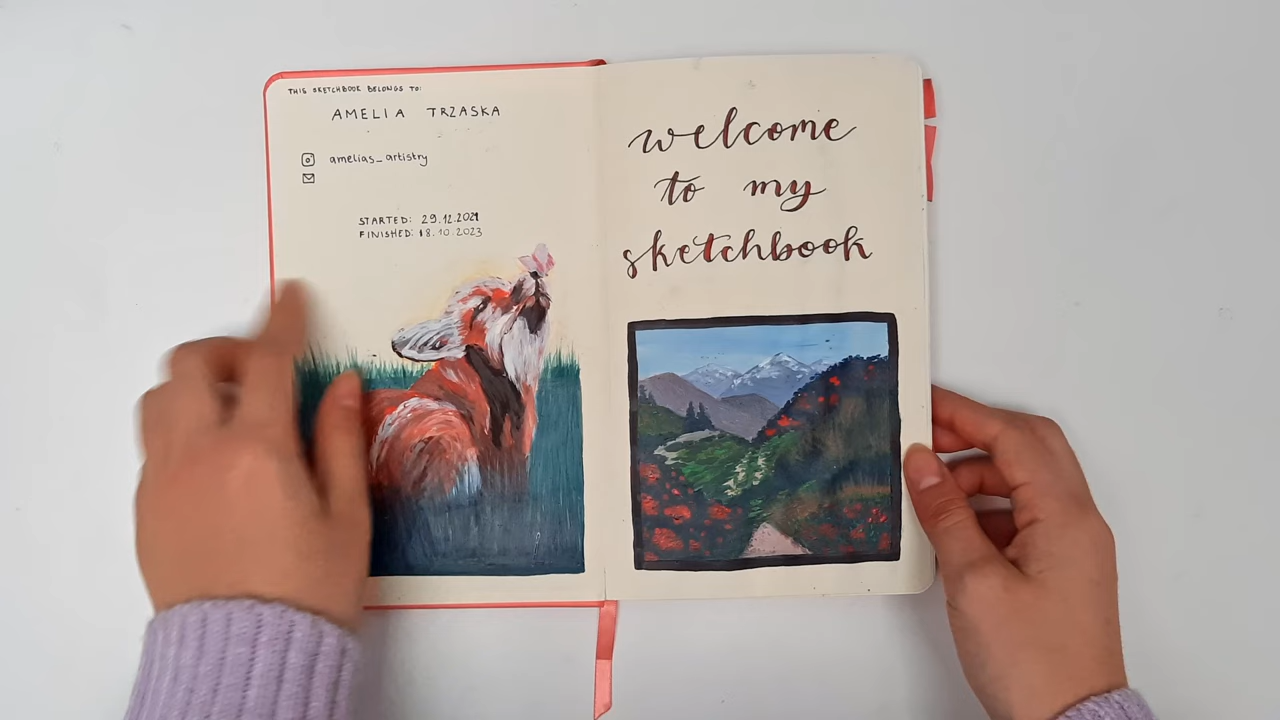 THIS SKETCHBOOK BELONGS TO:
AMELIA TRZASKA
amelias_artistry
STARTED: 29.12.2021
FINISHED: 18.10.2023
welcome
to my
sketchbook